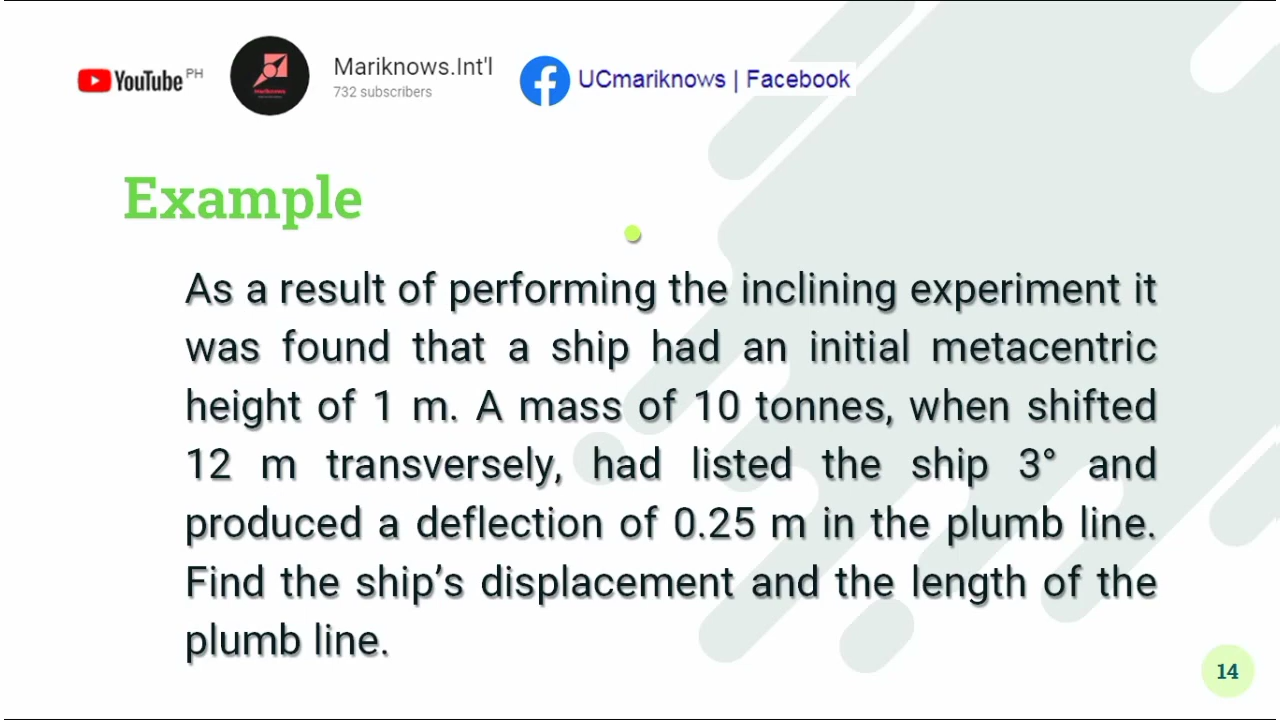 YouTube PH
Mariknows.Int'l
732 subscribers
UCmariknows | Facebook
Example
As a result of performing the inclining experiment it
was found that a ship had an initial metacentric
height of 1 m. A mass of 10 tonnes, when shifted
12 m transversely, had listed the ship 3° and
produced a deflection of 0.25 m in the plumb line.
Find the ship’s displacement and the length of the
plumb line.
14